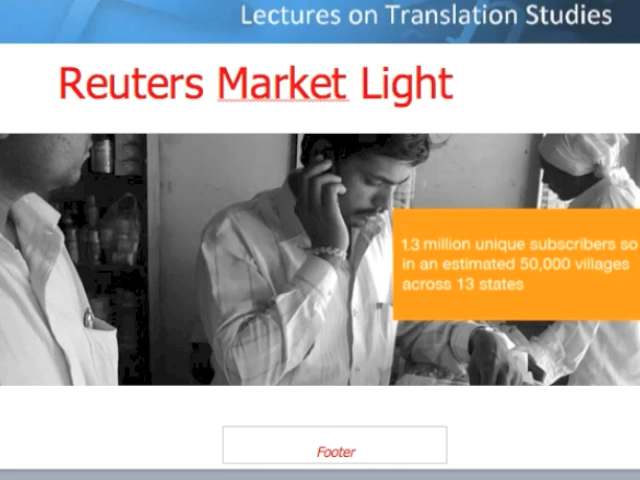 Lectures on Translation Studies
Reuters Market Light
1.3 million unique subscribers so
in an estimated 50,000 villages
across 13 states
Footer